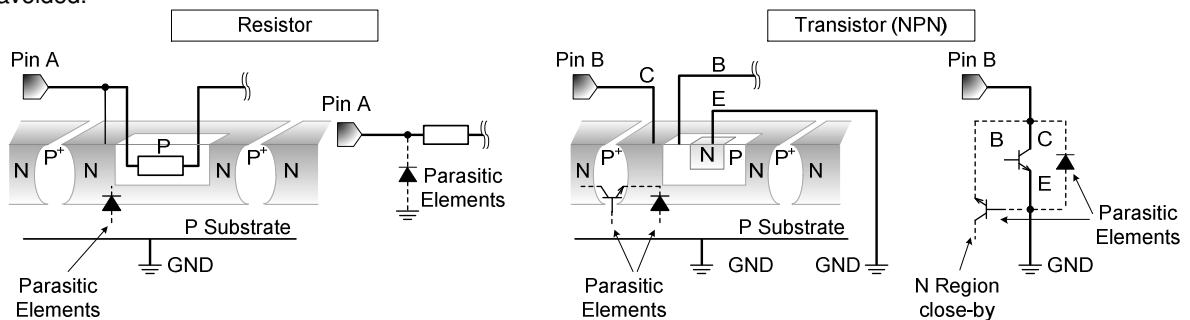 avoided.
Resistor
Transistor (NPN)
Pin A
Pin A
P
N
P+
N
N
P+
N
Parasitic
Elements
P Substrate
GND
Parasitic
Elements
Pin B
C
B
E
N
P+
N
N
P
N
P+
N
P Substrate
GND
GND
Parasitic
Elements
Pin B
B
C
E
Parasitic
Elements
GND
N Region
close-by